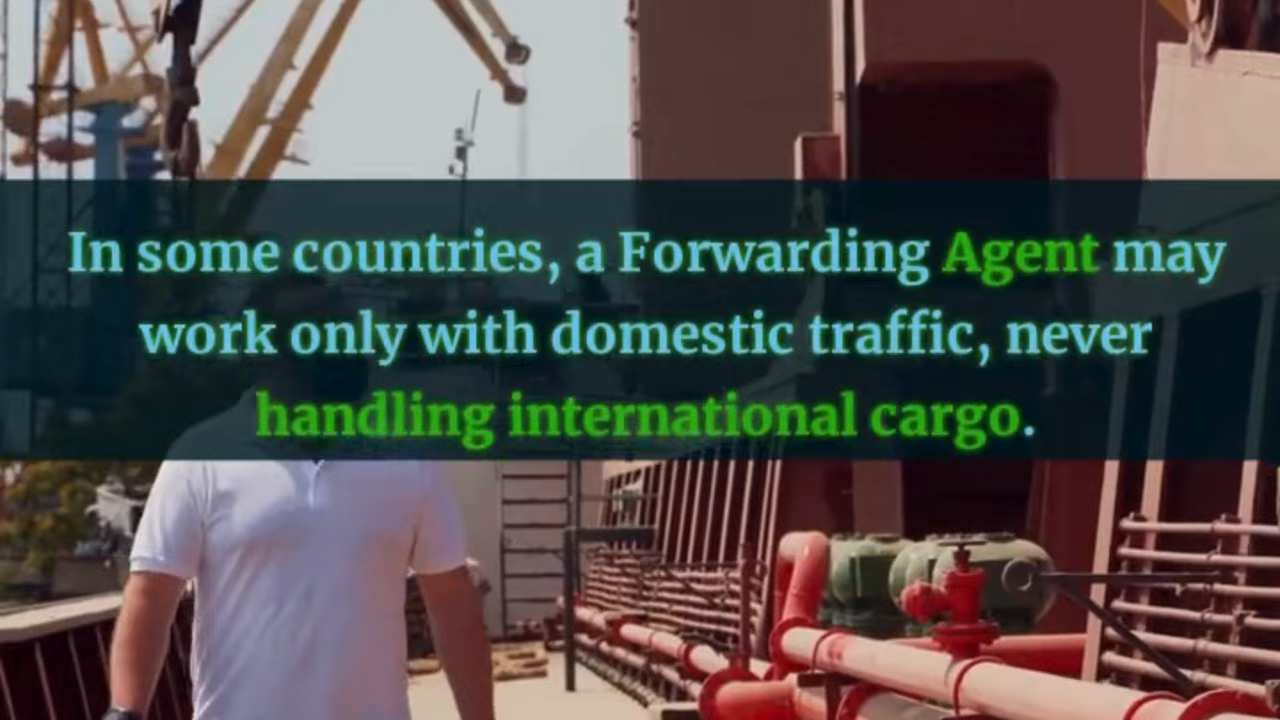 In some countries, a Forwarding Agent may
work only with domestic traffic, never
handling international cargo.